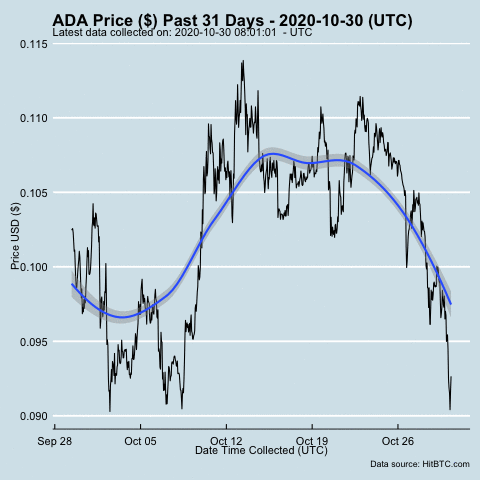 ADA Price ($) Past 31 Days - 2020-10-30 (UTC)
Latest data collected on: 2020-10-30 08:01:01  - UTC
0.115
0.110
0.105
0.100
0.095
0.090
Price USD ($)
Sep 28
Oct 05
Oct 12
Oct 19
Oct 26
Date Time Collected (UTC)
Data source: HitBTC.com